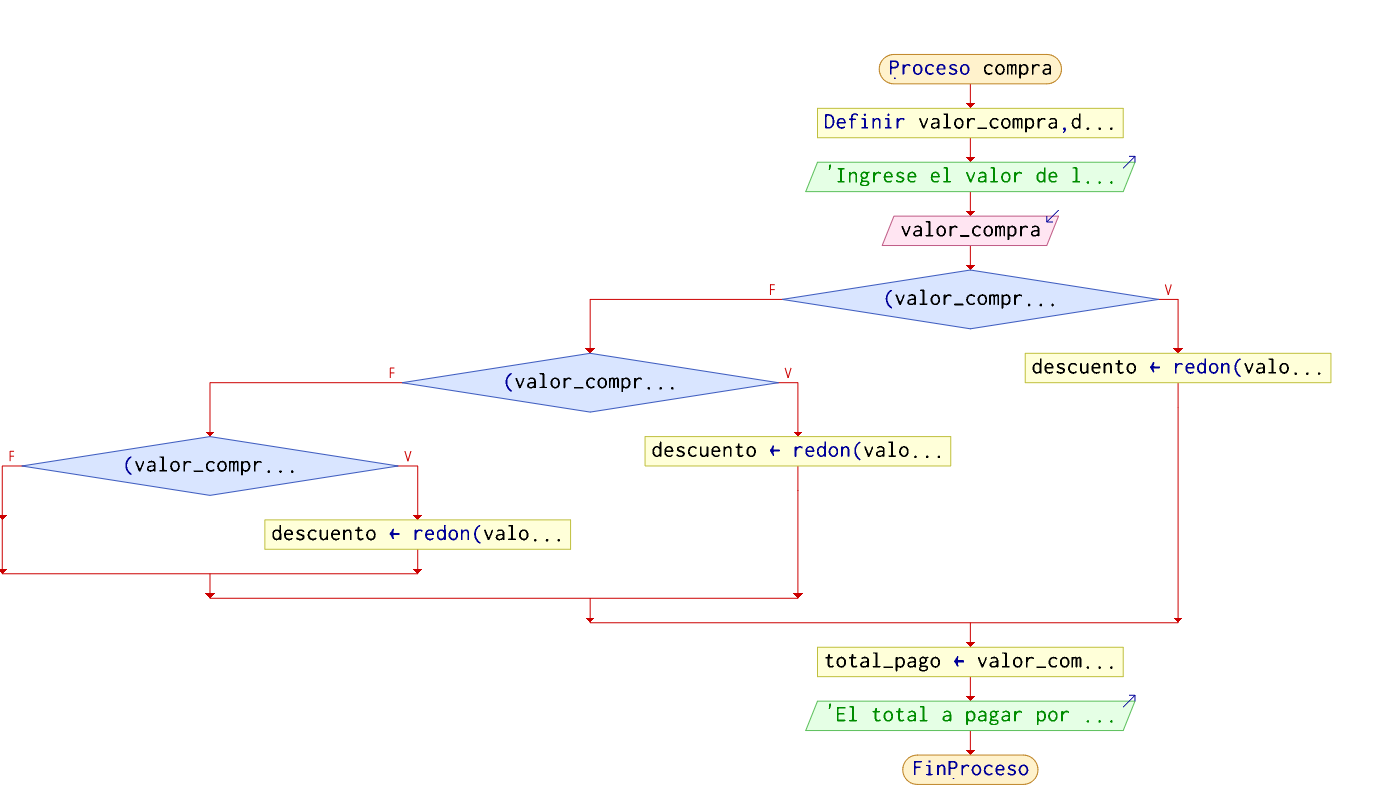 Proceso compra
Definir valor_compra,d...
'Ingrese el valor de l...
valor_compra
F
(valor_compr...
V
F
(valor_compr...
V
descuento ← redon(valo...
F
(valor_compr...
V
descuento ← redon(valo...
descuento ← redon(valo...
total_pago ← valor_com...
'El total a pagar por ...
FinProceso